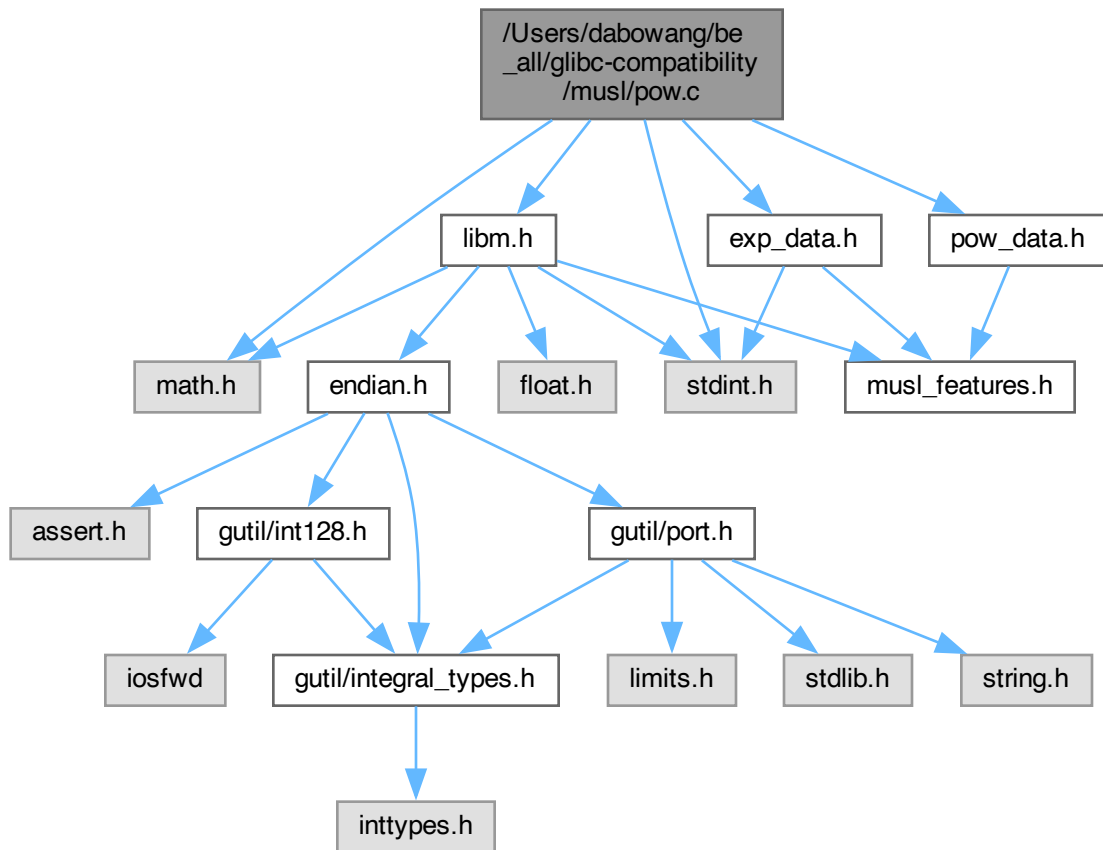 /Users/dabowang/be
_all/glibc-compatibility
/musl/pow.c
libm.h
exp_data.h
pow_data.h
math.h
endian.h
float.h
stdint.h
musl_features.h
assert.h
gutil/int128.h
gutil/port.h
iosfwd
gutil/integral_types.h
limits.h
stdlib.h
string.h
inttypes.h